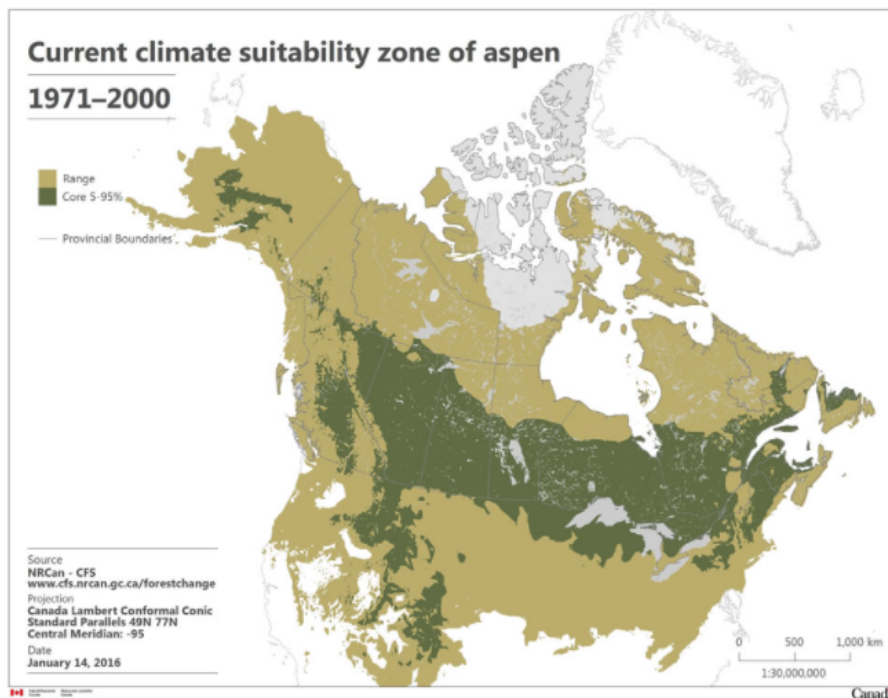 Current climate suitability zone of aspen
1971–2000
Range
Core 5-95%
Provincial Boundaries
Source
NRCan - CFS
www.cfs.nrcan.gc.ca/forestchange
Projection
Canada Lambert Conformal Conic
Standard Parallels 49N 77N
Central Meridian: -95
Date
January 14, 2016
0 500 1,000 km
1:30,000,000
Canada